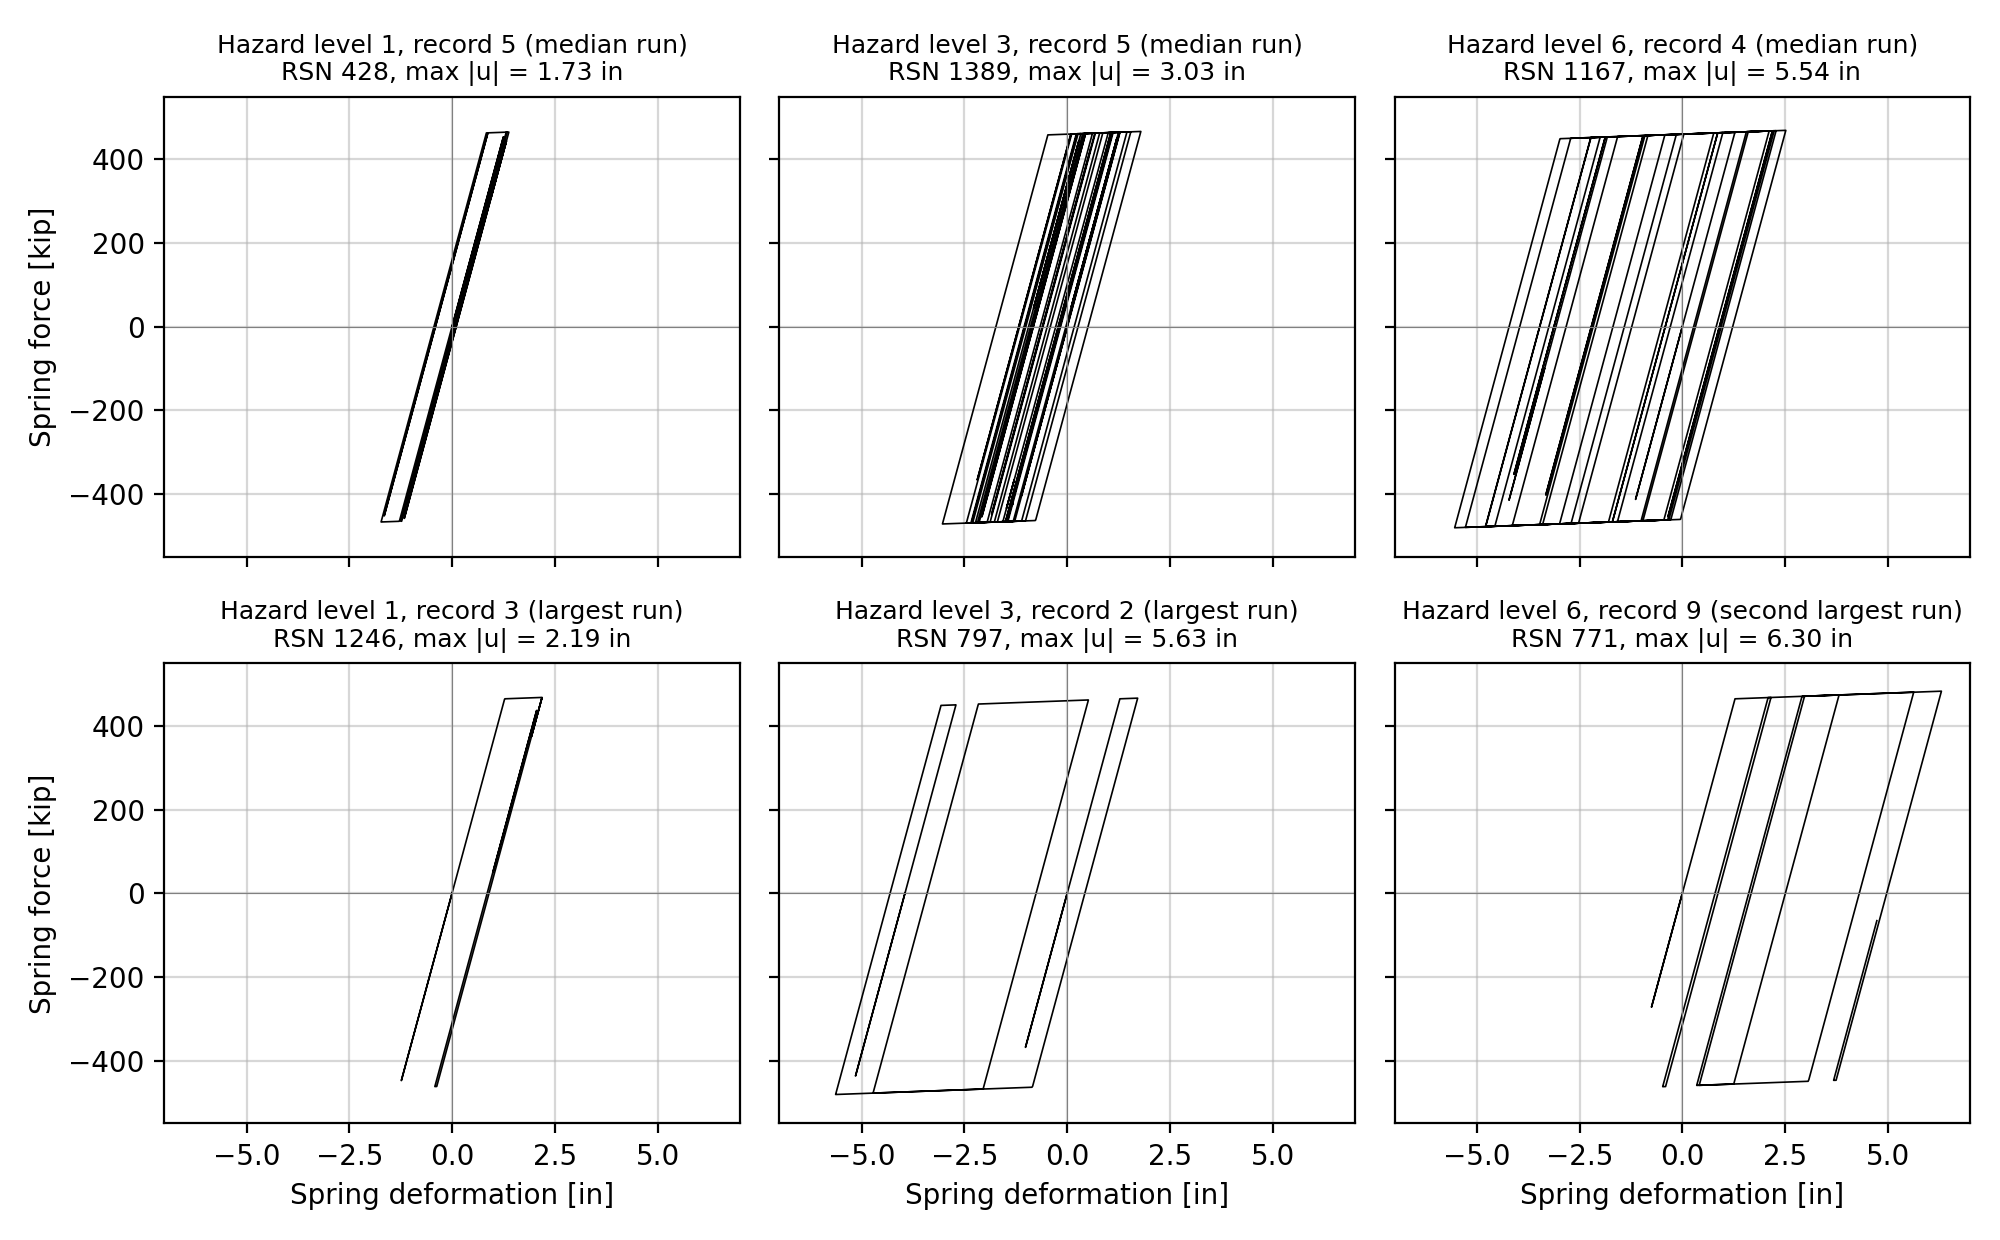 Hazard level 1, record 5 (median run)
RSN 428, max |u| = 1.73 in
Hazard level 3, record 5 (median run)
RSN 1389, max |u| = 3.03 in
Hazard level 6, record 4 (median run)
RSN 1167, max |u| = 5.54 in
Spring force [kip]
400
200
0
−200
−400
Hazard level 1, record 3 (largest run)
RSN 1246, max |u| = 2.19 in
Hazard level 3, record 2 (largest run)
RSN 797, max |u| = 5.63 in
Hazard level 6, record 9 (second largest run)
RSN 771, max |u| = 6.30 in
Spring force [kip]
400
200
0
−200
−400
−5.0 −2.5 0.0 2.5 5.0
−5.0 −2.5 0.0 2.5 5.0
−5.0 −2.5 0.0 2.5 5.0
Spring deformation [in]
Spring deformation [in]
Spring deformation [in]